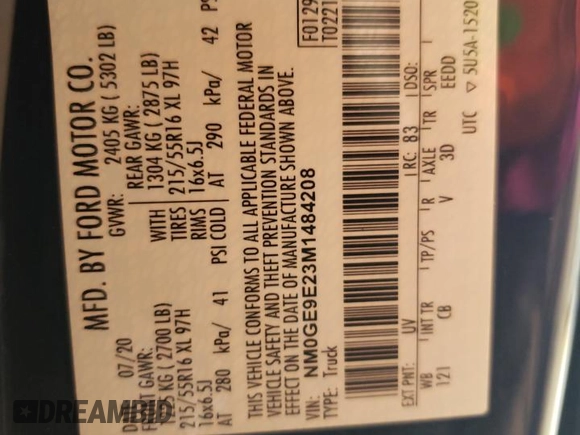 MFD. BY FORD MOTOR CO.
07/20 GVWR: 2405 KG ( 5302 LB)
GAWR: REAR GAWR:
KG ( 2700 LB) 1304 KG ( 2875 LB)
WITH
215/55R16 XL 97H TIRES 215/55R16 XL 97H
16x6.5J RIMS 16x6.5J
AT 280 kPa/ 41 PSI COLD AT 290 kPa/ 42
THIS VEHICLE CONFORMS TO ALL APPLICABLE FEDERAL MOTOR
VEHICLE SAFETY AND THEFT PREVENTION STANDARDS IN
EFFECT ON THE DATE OF MANUFACTURE SHOWN ABOVE.
F0129
T0221
VIN: NM0GE9E23M1484208
TYPE: Truck
EXT PNT: UV RC: 83 DSO:
WB INT TR TP/PS R AXLE TR SPR
121 CB V 3D EEDD
UTC ▽ 5U5A-1520
DREAMBID